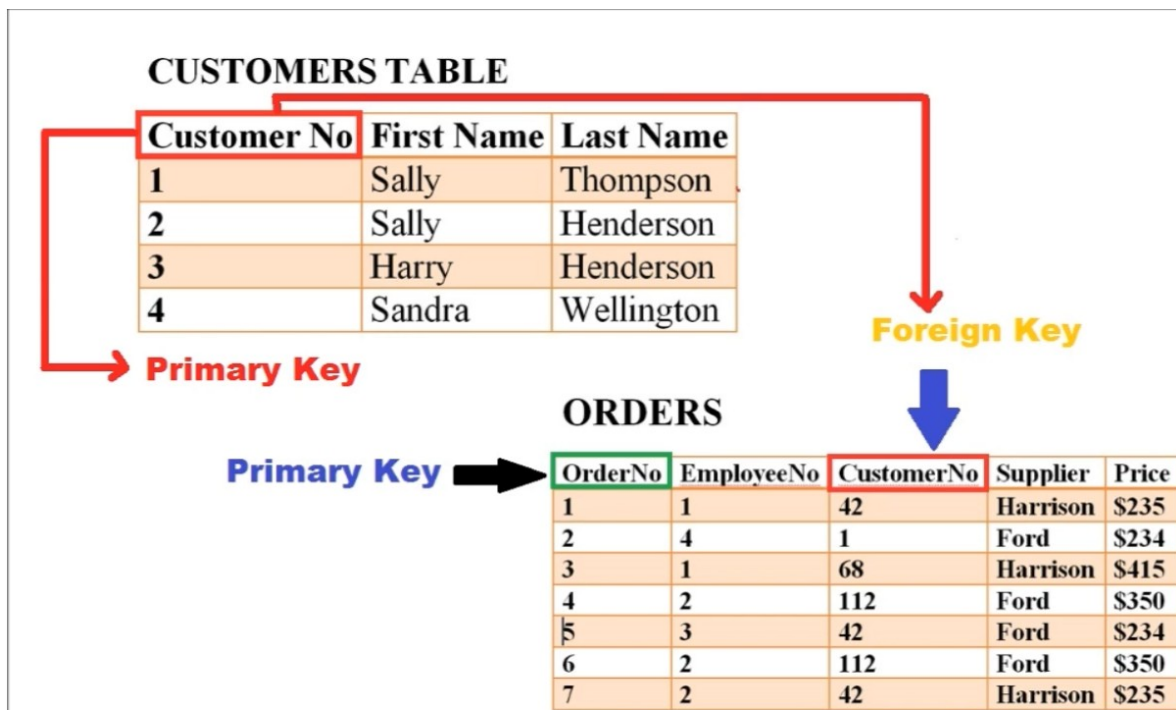 CUSTOMERS TABLE
Customer No First Name Last Name
1 Sally Thompson
2 Sally Henderson
3 Harry Henderson
4 Sandra Wellington
Foreign Key
Primary Key
ORDERS
Primary Key
OrderNo EmployeeNo CustomerNo Supplier Price
1 1 42 Harrison $235
2 4 1 Ford $234
3 1 68 Harrison $415
4 2 112 Ford $350
5 3 42 Ford $234
6 2 112 Ford $350
7 2 42 Harrison $235